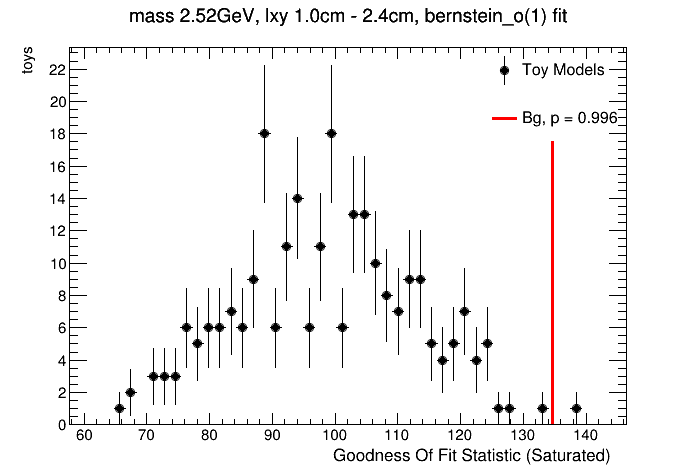 mass 2.52GeV, lxy 1.0cm - 2.4cm, bernstein_o(1) fit
toys
Toy Models
Bg, p = 0.996
22
20
18
16
14
12
10
8
6
4
2
0
60 70 80 90 100 110 120 130 140
Goodness Of Fit Statistic (Saturated)